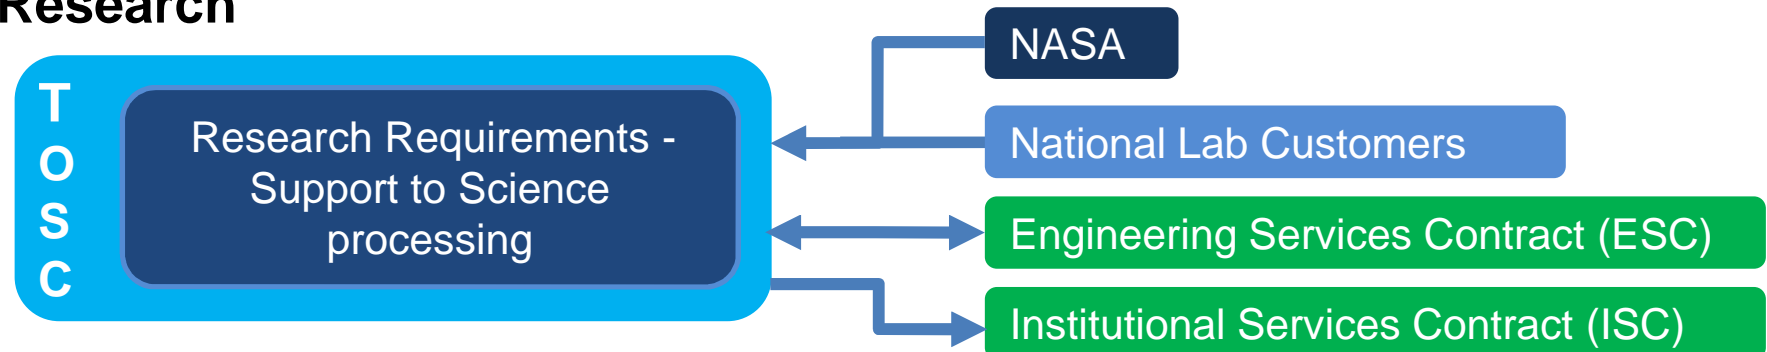 Research
T
O
S
C
Research Requirements -
Support to Science
processing
NASA
National Lab Customers
Engineering Services Contract (ESC)
Institutional Services Contract (ISC)